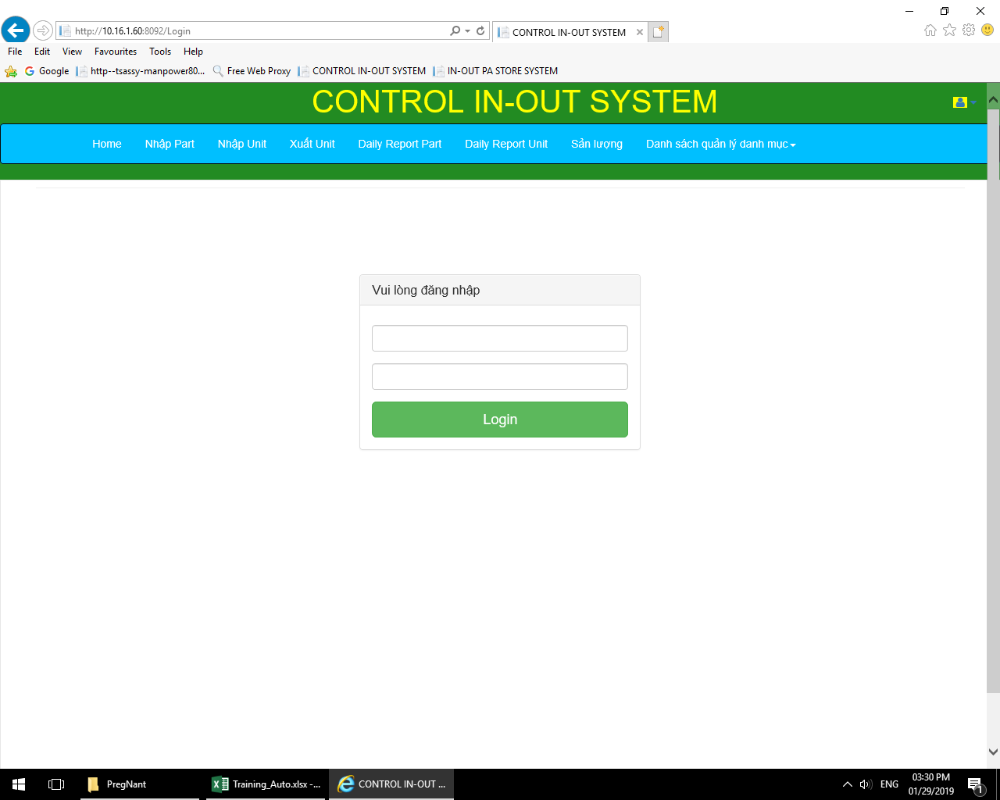 http://10.16.1.60:8092/Login
CONTROL IN-OUT SYSTEM
File Edit View Favourites Tools Help
Google http--tsassy-manpower80... Free Web Proxy CONTROL IN-OUT SYSTEM IN-OUT PA STORE SYSTEM
CONTROL IN-OUT SYSTEM
Home Nhập Part Nhập Unit Xuất Unit Daily Report Part Daily Report Unit Sản lượng Danh sách quản lý danh mục
Vui lòng đăng nhập
Login
PregNant Training_Auto.xlsx -... CONTROL IN-OUT ... ENG 03:30 PM
01/29/2019 1